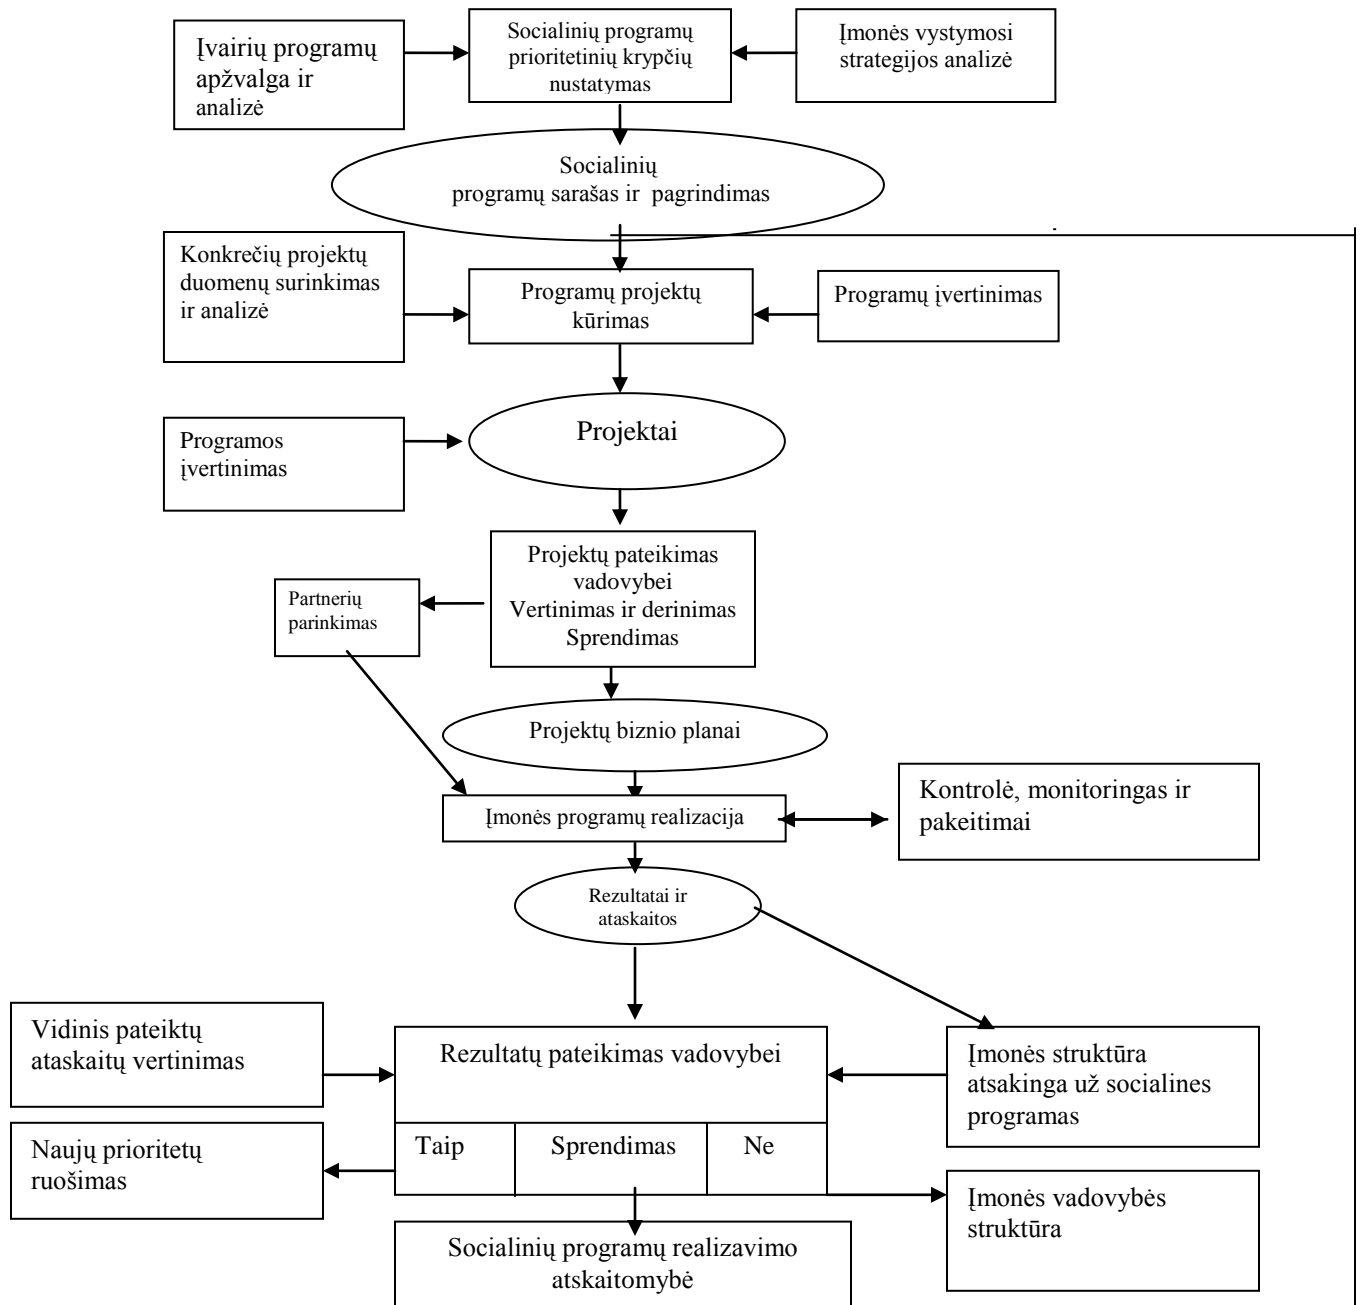 Įvairių programų
apžvalga ir
analizė
Socialinių programų
prioritetinių krypčių
nustatymas
Įmonės vystymosi
strategijos analizė
Socialinių
programų sarašas ir pagrindimas
Konkrečių projektų
duomenų surinkimas
ir analizė
Programų projektų
kūrimas
Programų įvertinimas
Projektai
Programos
įvertinimas
Projektų pateikimas
vadovybei
Vertinimas ir derinimas
Sprendimas
Partnerių
parinkimas
Projektų biznio planai
Įmonės programų realizacija
Kontrolė, monitoringas ir
pakeitimai
Rezultatai ir
ataskaitos
Vidinis pateiktų
ataskaitų vertinimas
Rezultatų pateikimas vadovybei
Įmonės struktūra
atsakinga už socialines
programas
Naujų prioritetų
ruošimas
Taip
Sprendimas
Ne
Įmonės vadovybės
struktūra
Socialinių programų realizavimo
atskaitomybė